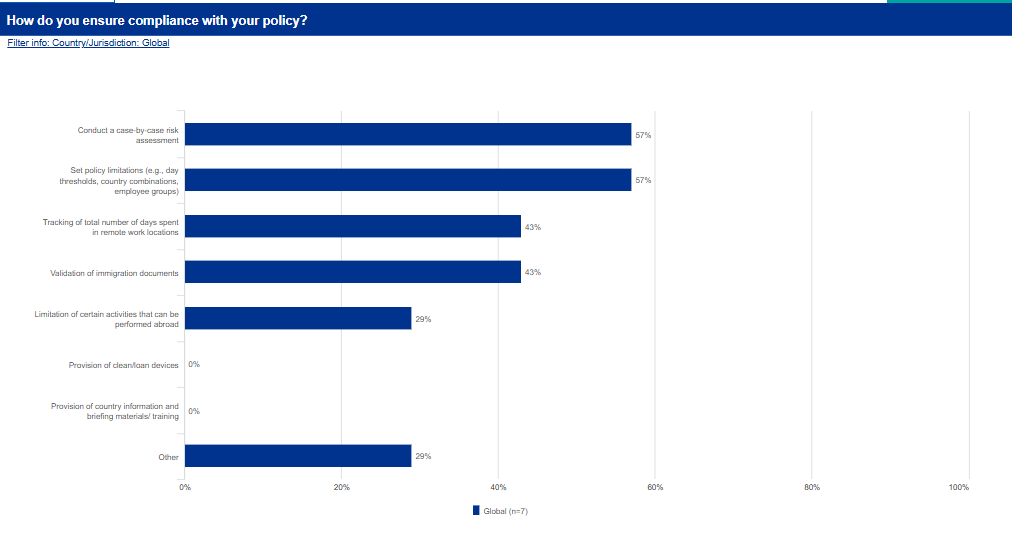 How do you ensure compliance with your policy?
Filter info: Country/Jurisdiction: Global
Conduct a case-by-case risk
assessment
57%
Set policy limitations (e.g., day
thresholds, country combinations,
employee groups)
57%
Tracking of total number of days spent
in remote work locations
43%
Validation of immigration documents
43%
Limitation of certain activities that can be
performed abroad
29%
Provision of clean/loan devices
0%
Provision of country information and
briefing materials/ training
0%
Other
29%
0% 20% 40% 60% 80% 100%
Global (n=7)